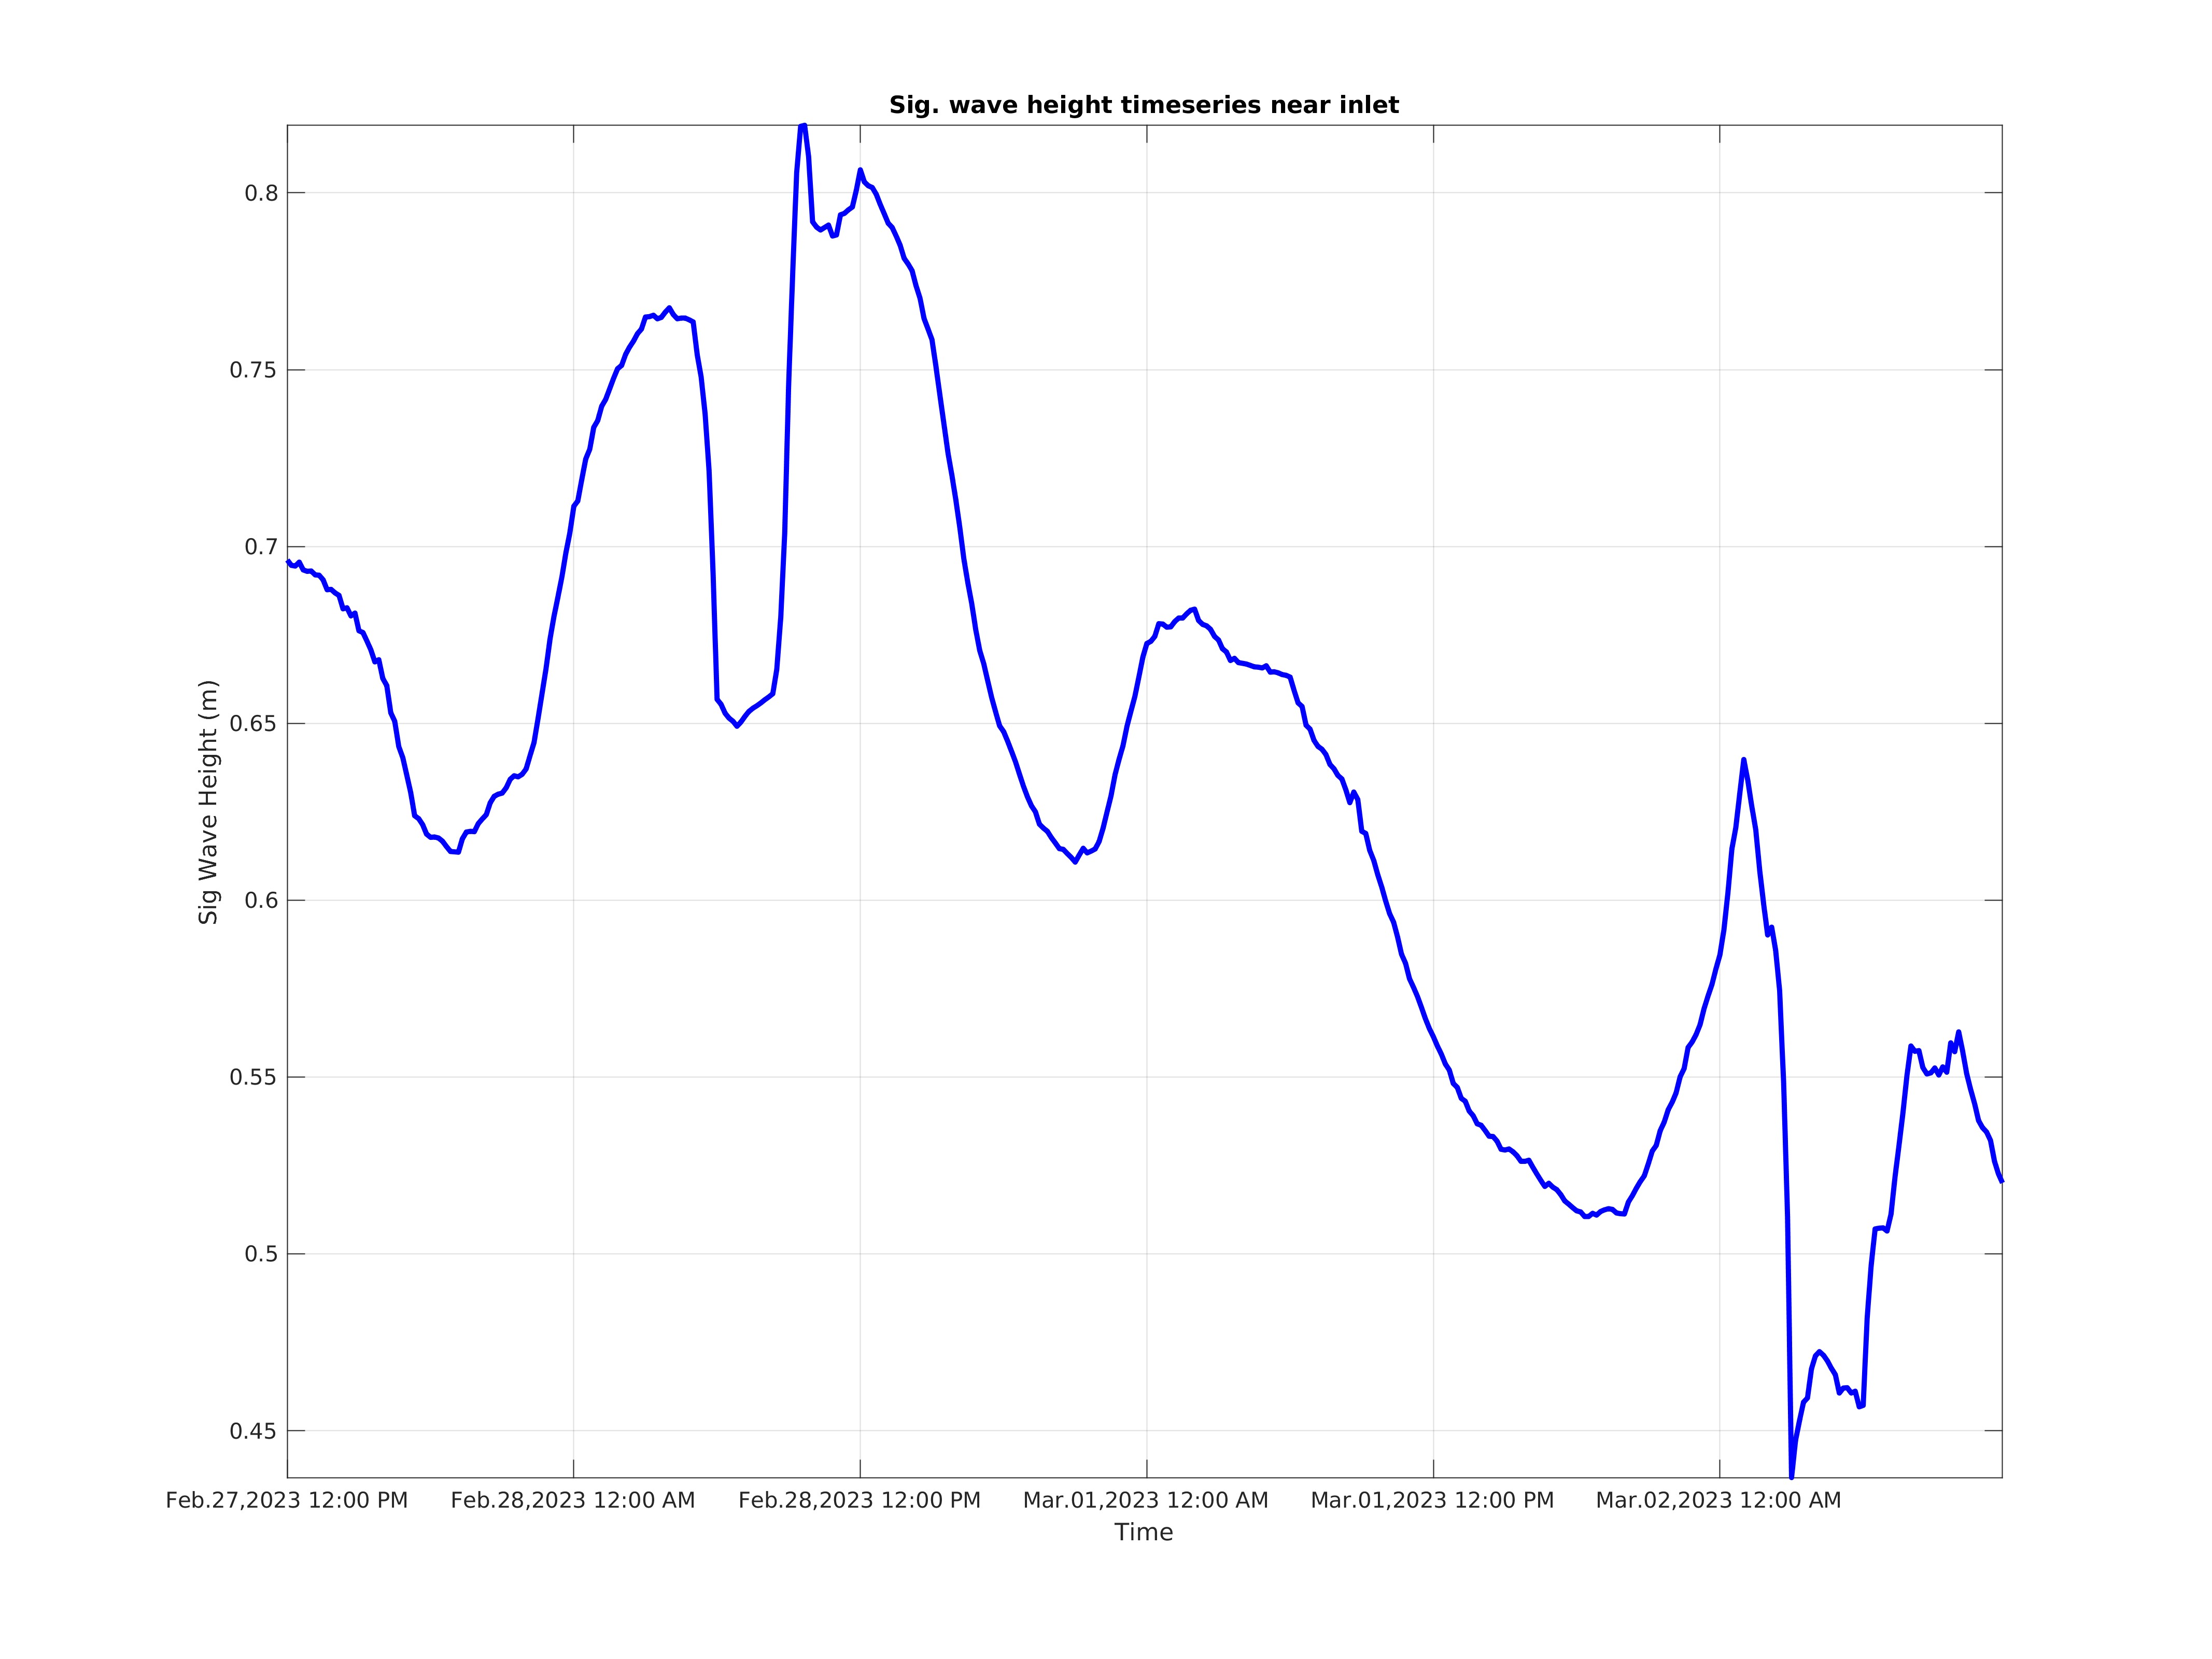 Sig. wave height timeseries near inlet
Sig Wave Height (m)
0.8
0.75
0.7
0.65
0.6
0.55
0.5
0.45
Feb.27,2023 12:00 PM
Feb.28,2023 12:00 AM
Feb.28,2023 12:00 PM
Mar.01,2023 12:00 AM
Mar.01,2023 12:00 PM
Mar.02,2023 12:00 AM
Time